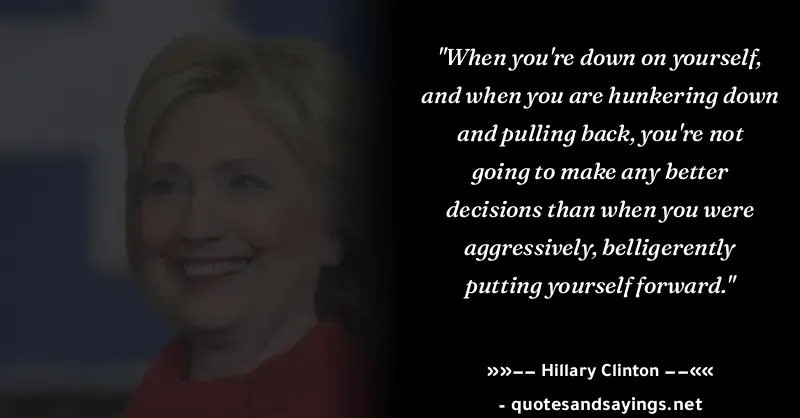 "When you're down on yourself,
and when you are hunkering down
and pulling back, you're not
going to make any better
decisions than when you were
aggressively, belligerently
putting yourself forward."
»»–– Hillary Clinton ––««
- quotesandsayings.net